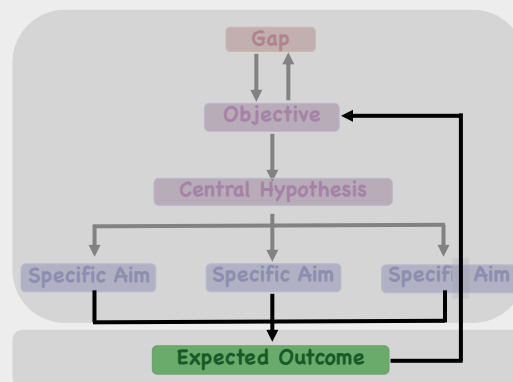 Gap
Objective
Central Hypothesis
Specific Aim
Specific Aim
Specific Aim
Expected Outcome